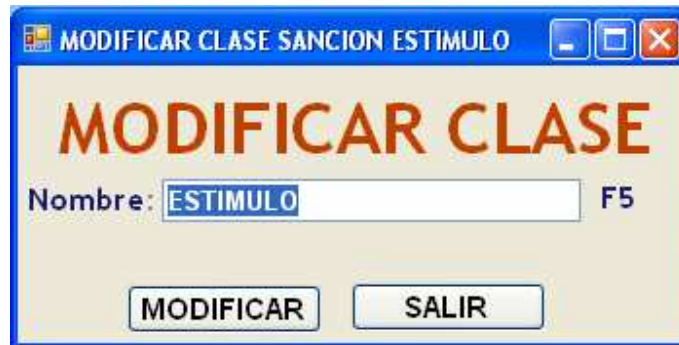 MODIFICAR CLASE SANCION ESTIMULO
MODIFICAR CLASE
Nombre: ESTIMULO F5
MODIFICAR SALIR